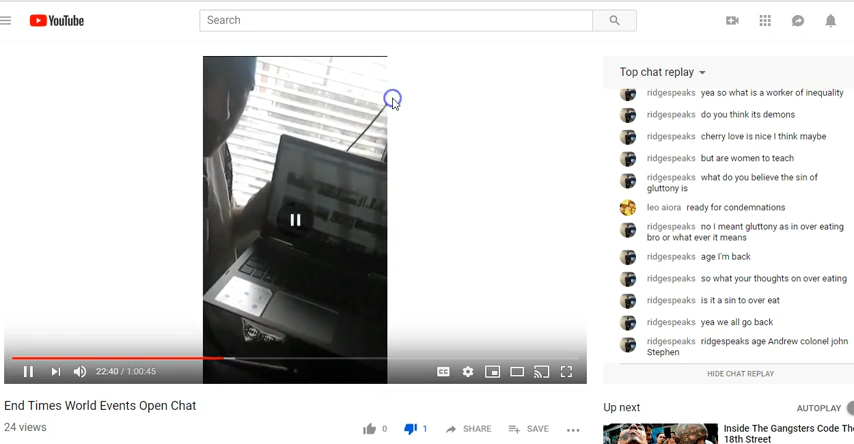 YouTube
Search
Top chat replay
ridgespeaks yea so what is a worker of inequality
ridgespeaks do you think its demons
ridgespeaks cherry love is nice I think maybe
ridgespeaks but are women to teach
ridgespeaks what do you believe the sin of
gluttony is
leo aiora ready for condemnations
ridgespeaks no I meant gluttony as in over eating
bro or what ever it means
ridgespeaks age I'm back
ridgespeaks so what your thoughts on over eating
ridgespeaks is it a sin to over eat
ridgespeaks yea we all go back
ridgespeaks ridgespeaks age Andrew colonel john
Stephen
HIDE CHAT REPLAY
22:40 / 1:00:45
CC
End Times World Events Open Chat
24 views
0
1
SHARE
SAVE
Up next
AUTOPLAY
Inside The Gangsters Code The
18th Street